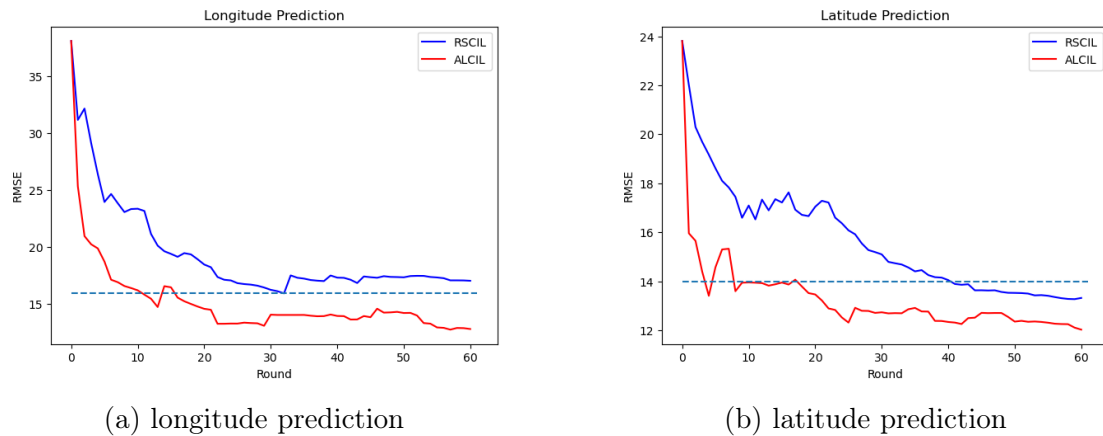 Longitude Prediction
RMSE
35
30
25
20
15
0 10 20 30 40 50 60
Round
RSCIL
ALCIL
(a) longitude prediction
Latitude Prediction
RMSE
24
22
20
18
16
14
12
0 10 20 30 40 50 60
Round
RSCIL
ALCIL
(b) latitude prediction